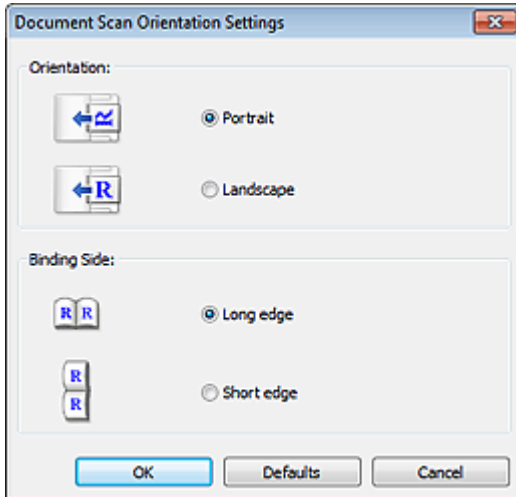 Document Scan Orientation Settings
Orientation:
R
Portrait
R
Landscape
Binding Side:
R R
Long edge
R
R
Short edge
OK Defaults Cancel